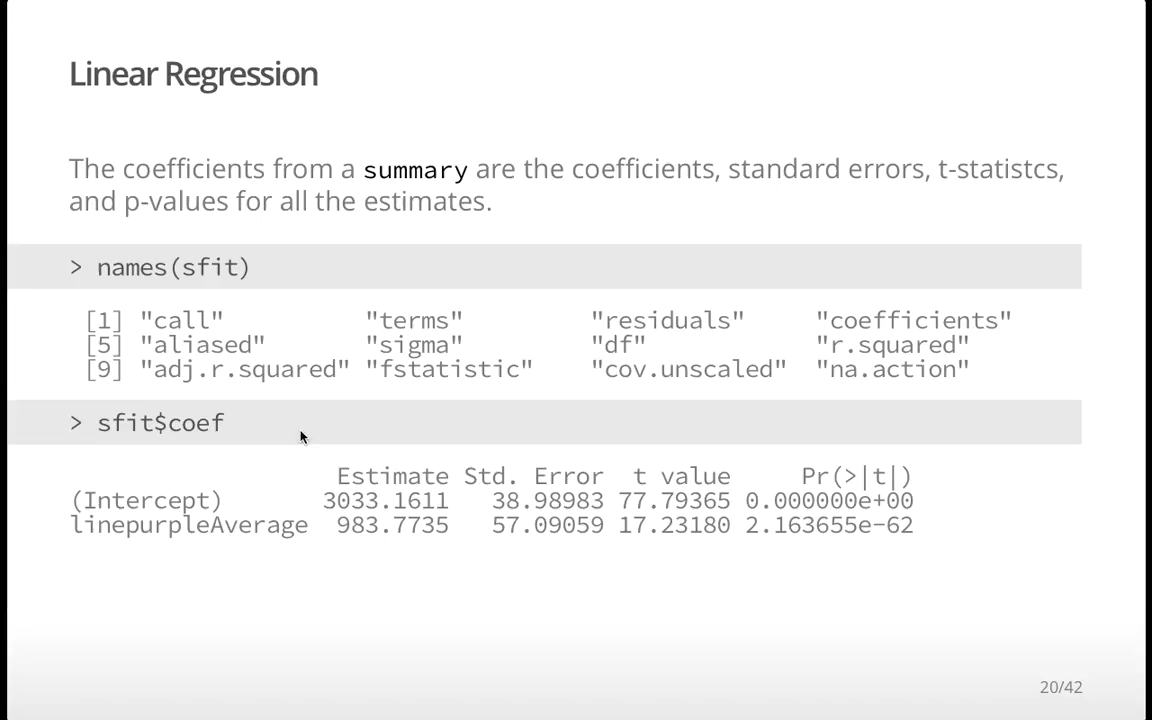 Linear Regression
The coefficients from a summary are the coefficients, standard errors, t-statistcs,
and p-values for all the estimates.
> names(sfit)
[1] "call" "terms" "residuals" "coefficients"
[5] "aliased" "sigma" "df" "r.squared"
[9] "adj.r.squared" "fstatistic" "cov.unscaled" "na.action"
> sfit$coef
Estimate Std. Error t value Pr(>|t|)
(Intercept) 3033.1611 38.98983 77.79365 0.000000e+00
linepurpleAverage 983.7735 57.09059 17.23180 2.163655e-62
20/42